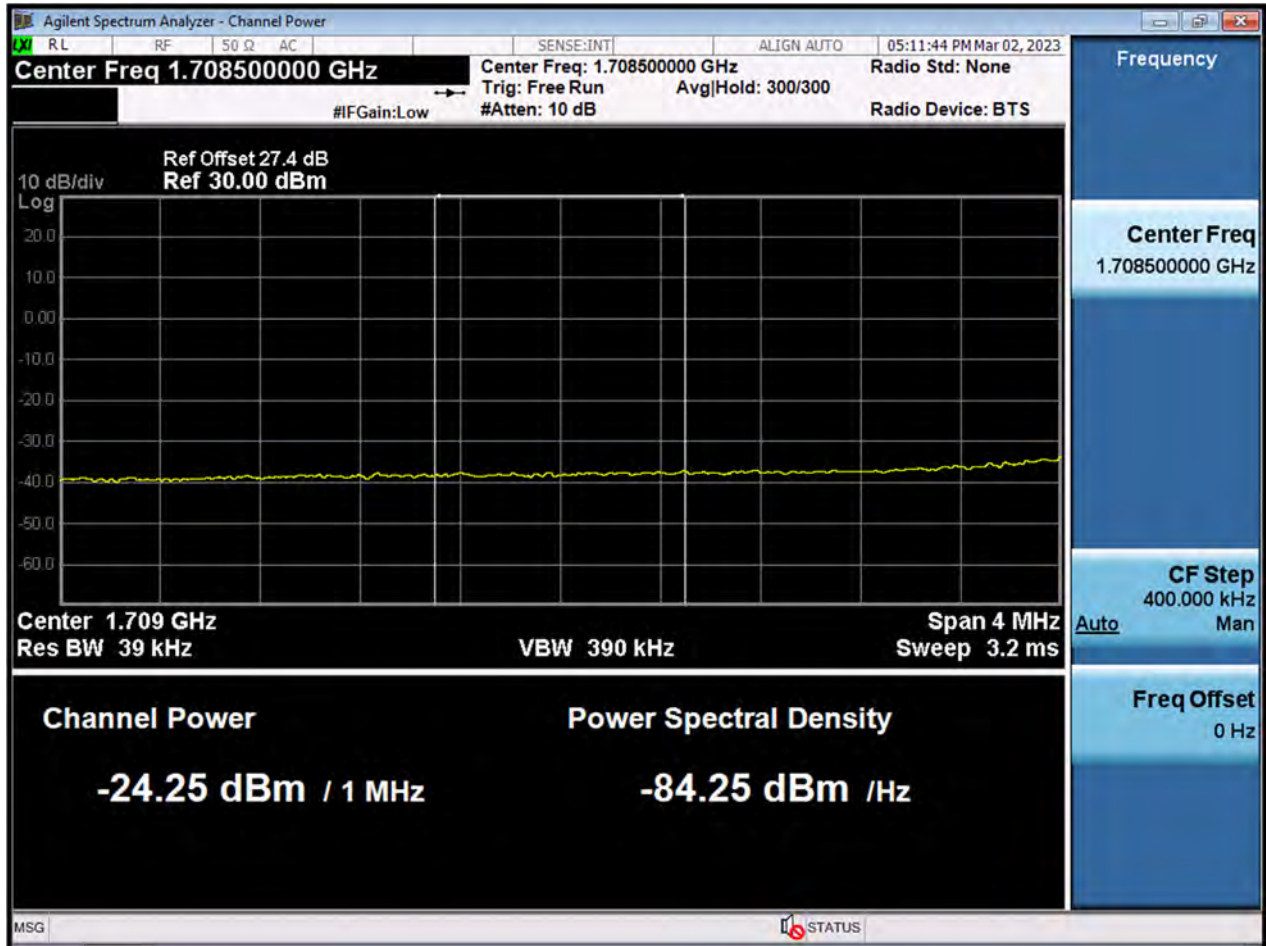 Agilent Spectrum Analyzer - Channel Power
LXI RL RF 50 Ω AC SENSE:INT ALIGN AUTO 05:11:44 PM Mar 02, 2023
Center Freq 1.708500000 GHz
Center Freq: 1.708500000 GHz Radio Std: None
Trig: Free Run Avg|Hold: 300/300
#IFGain:Low #Atten: 10 dB Radio Device: BTS
Ref Offset 27.4 dB
10 dB/div Ref 30.00 dBm
Log
20.0
10.0
0.00
-10.0
-20.0
-30.0
-40.0
-50.0
-60.0
Center 1.709 GHz Span 4 MHz
Res BW 39 kHz VBW 390 kHz Sweep 3.2 ms
Channel Power Power Spectral Density
-24.25 dBm / 1 MHz -84.25 dBm /Hz
MSG STATUS
Frequency
Center Freq
1.708500000 GHz
CF Step
400.000 kHz
Auto Man
Freq Offset
0 Hz